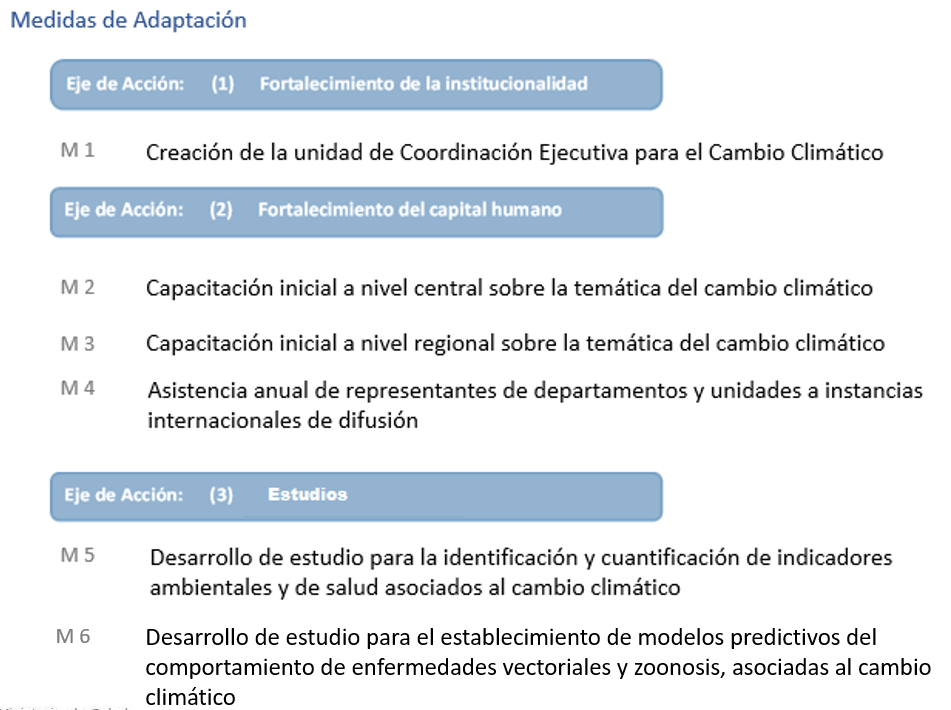 Medidas de Adaptación
Eje de Acción: (1) Fortalecimiento de la institucionalidad
M 1 Creación de la unidad de Coordinación Ejecutiva para el Cambio Climático
Eje de Acción: (2) Fortalecimiento del capital humano
M 2 Capacitación inicial a nivel central sobre la temática del cambio climático
M 3 Capacitación inicial a nivel regional sobre la temática del cambio climático
M 4 Asistencia anual de representantes de departamentos y unidades a instancias
internacionales de difusión
Eje de Acción: (3) Estudios
M 5 Desarrollo de estudio para la identificación y cuantificación de indicadores
ambientales y de salud asociados al cambio climático
M 6 Desarrollo de estudio para el establecimiento de modelos predictivos del
comportamiento de enfermedades vectoriales y zoonosis, asociadas al cambio
climático